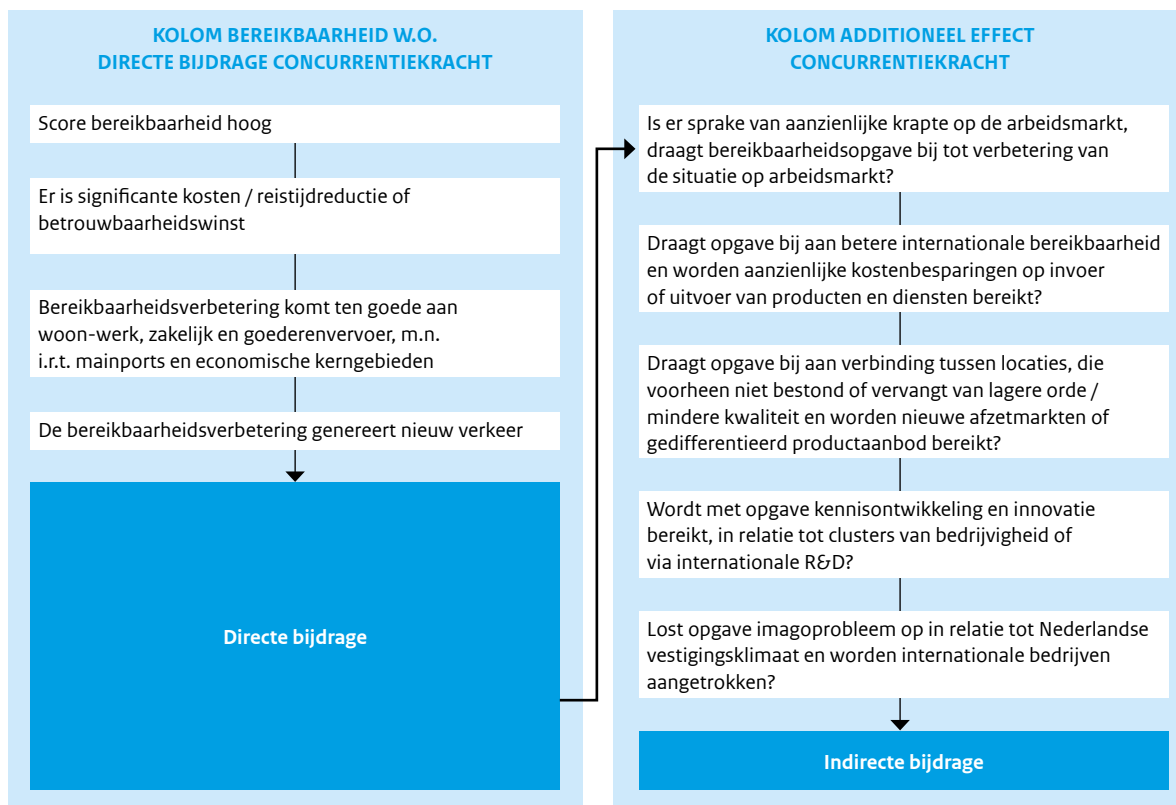 KOLOM BEREIKBAARHEID W.O.
DIRECTE BIJDRAGE CONCURRENTIEKRACHT
Score bereikbaarheid hoog
Er is significante kosten / reistijdreductie of
betrouwbaarheidswinst
Bereikbaarheidsverbetering komt ten goede aan
woon-werk, zakelijk en goederenvervoer, m.n.
i.r.t. mainports en economische kerngebieden
De bereikbaarheidsverbetering genereert nieuw verkeer
Directe bijdrage
KOLOM ADDITIONEEL EFFECT
CONCURRENTIEKRACHT
Is er sprake van aanzienlijke krapte op de arbeidsmarkt,
draagt bereikbaarheidsopgave bij tot verbetering van
de situatie op arbeidsmarkt?
Draagt opgave bij aan betere internationale bereikbaarheid
en worden aanzienlijke kostenbesparingen op invoer
of uitvoer van producten en diensten bereikt?
Draagt opgave bij aan verbinding tussen locaties, die
voorheen niet bestond of vervangt van lagere orde /
mindere kwaliteit en worden nieuwe afzetmarkten of
gedifferentieerd productaanbod bereikt?
Wordt met opgave kennisontwikkeling en innovatie
bereikt, in relatie tot clusters van bedrijvigheid of
via internationale R&D?
Lost opgave imagoprobleem op in relatie tot Nederlandse
vestigingsklimaat en worden internationale bedrijven
aangetrokken?
Indirecte bijdrage